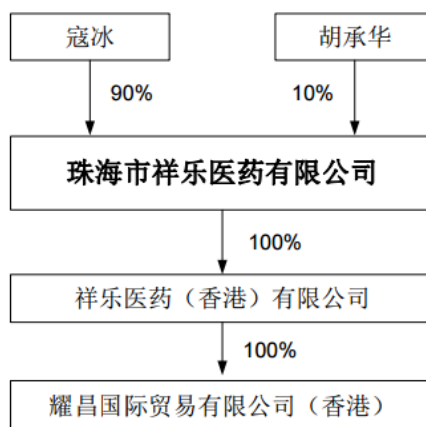 寇冰
胡承华
90%
10%
珠海市祥乐医药有限公司
100%
祥乐医药（香港）有限公司
100%
耀昌国际贸易有限公司（香港）